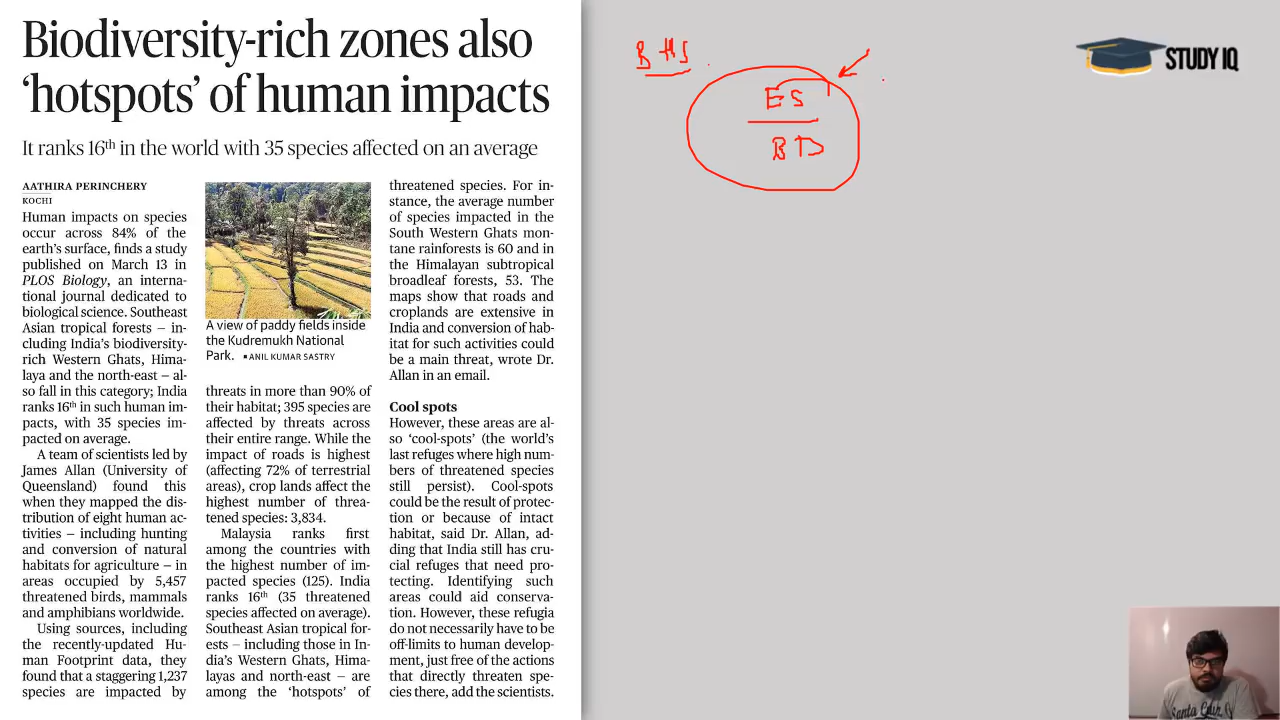 Biodiversity-rich zones also
‘hotspots’ of human impacts
It ranks 16th in the world with 35 species affected on an average
AATHIRA PERINCHERY
KOCHI
Human impacts on species
occur across 84% of the
earth’s surface, finds a study
published on March 13 in
PLOS Biology, an interna-
tional journal dedicated to
biological science. Southeast
Asian tropical forests – in-
cluding India’s biodiversity-
rich Western Ghats, Hima-
laya and the north-east – al-
so fall in this category; India
ranks 16th in such human im-
pacts, with 35 species im-
pacted on average.
A team of scientists led by
James Allan (University of
Queensland) found this
when they mapped the dis-
tribution of eight human ac-
tivities – including hunting
and conversion of natural
habitats for agriculture – in
areas occupied by 5,457
threatened birds, mammals
and amphibians worldwide.
Using sources, including
the recently-updated Hu-
man Footprint data, they
found that a staggering 1,237
species are impacted by
A view of paddy fields inside
the Kudremukh National
Park. ▪ANIL KUMAR SASTRY
threats in more than 90% of
their habitat; 395 species are
affected by threats across
their entire range. While the
impact of roads is highest
(affecting 72% of terrestrial
areas), crop lands affect the
highest number of threa-
tened species: 3,834.
Malaysia ranks first
among the countries with
the highest number of im-
pacted species (125). India
ranks 16th (35 threatened
species affected on average).
Southeast Asian tropical for-
ests – including those in In-
dia’s Western Ghats, Hima-
layas and north-east – are
among the ‘hotspots’ of
threatened species. For in-
stance, the average number
of species impacted in the
South Western Ghats mon-
tane rainforests is 60 and in
the Himalayan subtropical
broadleaf forests, 53. The
maps show that roads and
croplands are extensive in
India and conversion of hab-
itat for such activities could
be a main threat, wrote Dr.
Allan in an email.
Cool spots
However, these areas are al-
so ‘cool-spots’ (the world’s
last refuges where high num-
bers of threatened species
still persist). Cool-spots
could be the result of protec-
tion or because of intact
habitat, said Dr. Allan, ad-
ding that India still has cru-
cial refuges that need pro-
tecting. Identifying such
areas could aid conserva-
tion. However, these refugia
do not necessarily have to be
off-limits to human develop-
ment, just free of the actions
that directly threaten spe-
cies there, add the scientists.
BHS
ES
BD
STUDY IQ